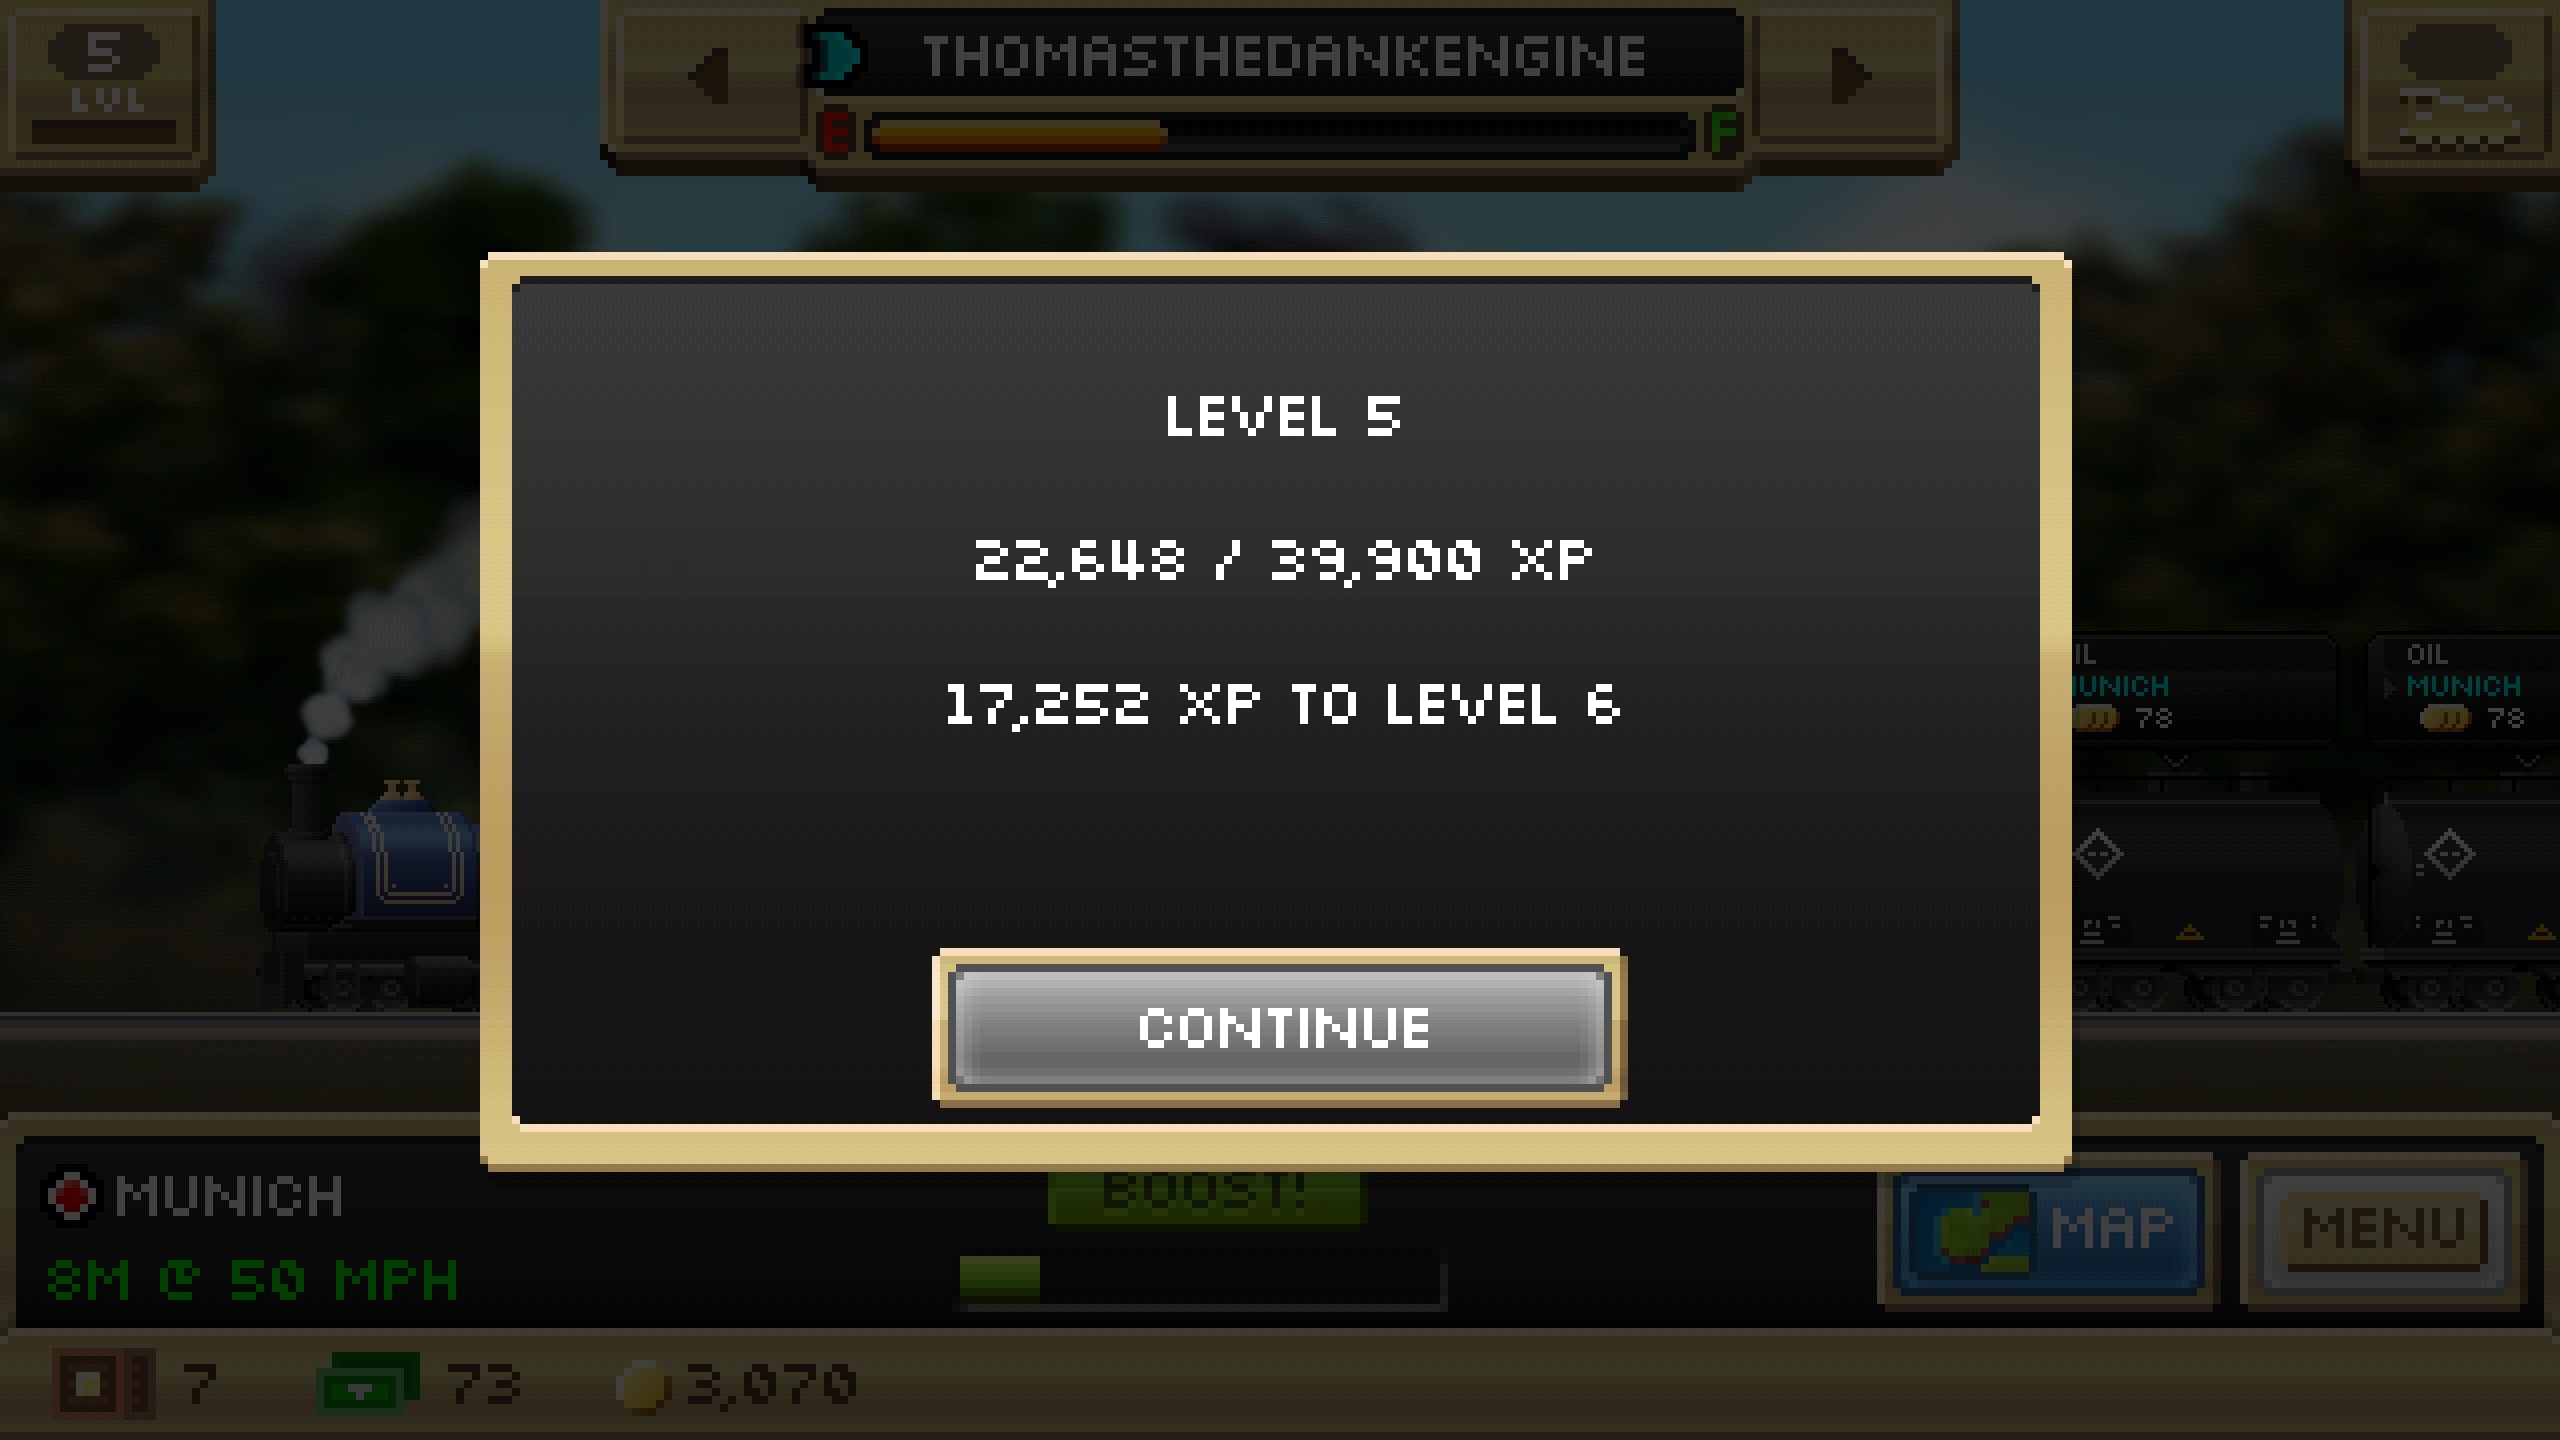 5
LVL
THOMASTHEDANKENGINE
E F
LEVEL 5
22,648 / 39,900 XP
17,252 XP TO LEVEL 6
CONTINUE
IL
MUNICH
78
OIL
MUNICH
78
MUNICH
8M @ 50 MPH
BOOST!
MAP
MENU
7
73
3,070